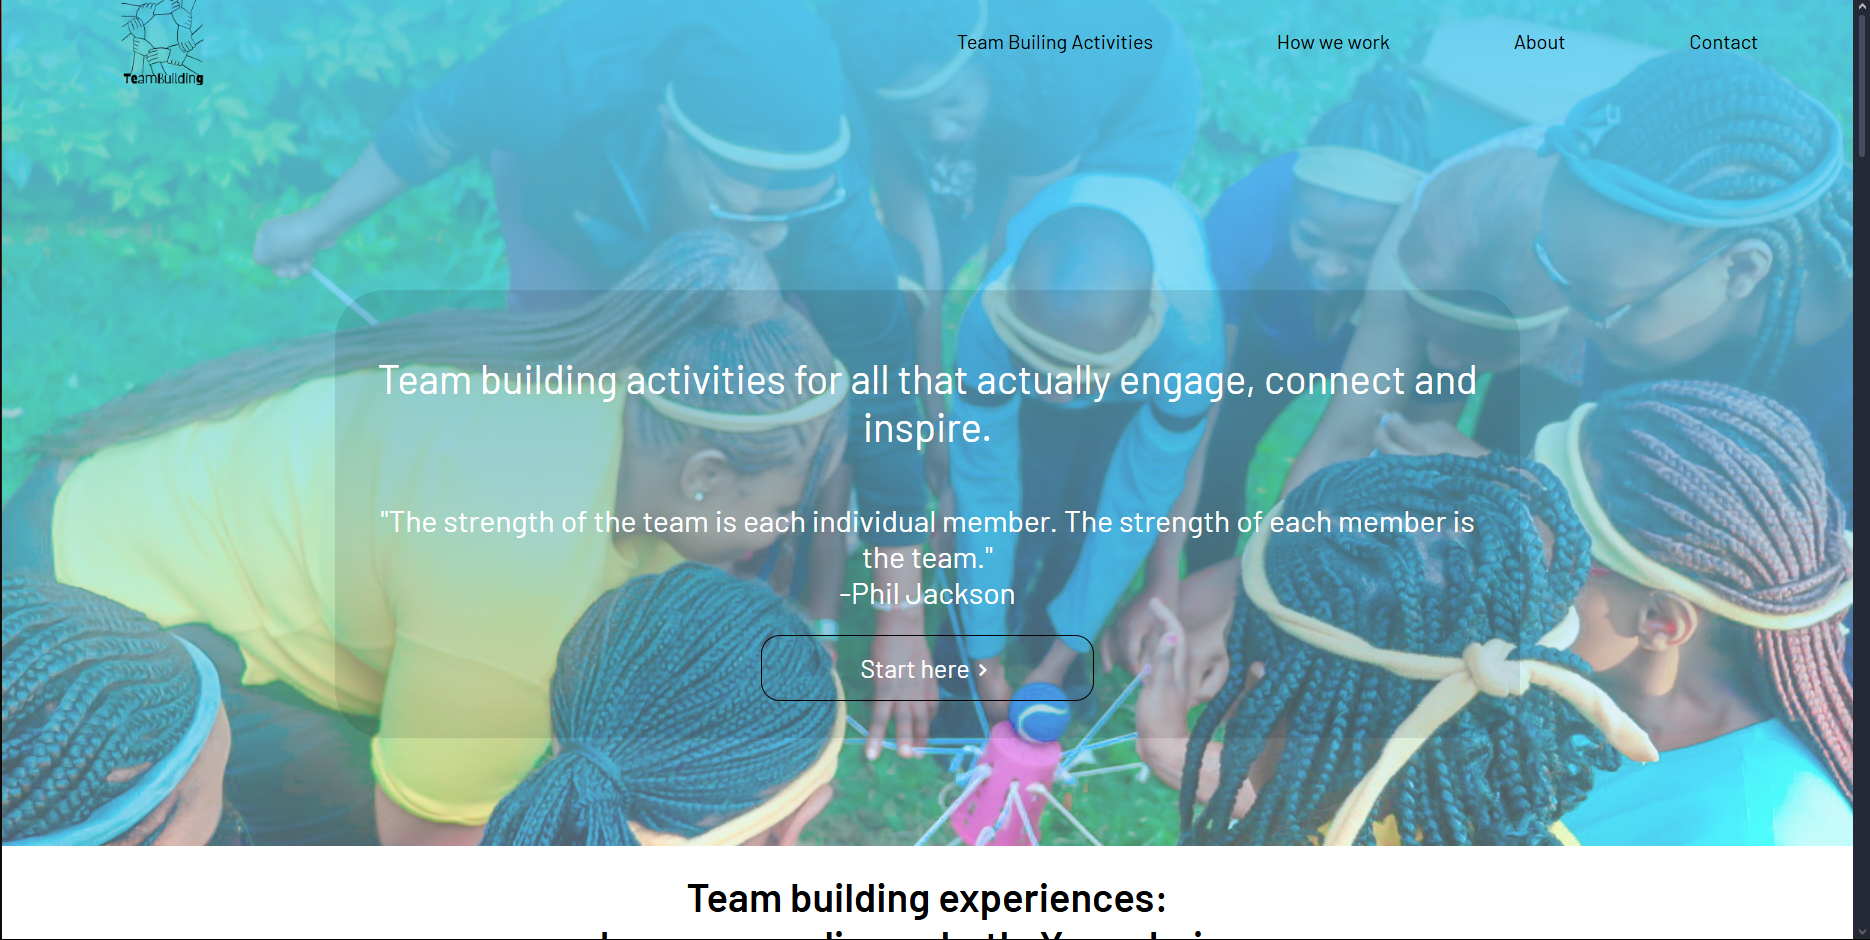 TeamBuilding
Team Builing Activities
How we work
About
Contact
Team building activities for all that actually engage, connect and
inspire.
"The strength of the team is each individual member. The strength of each member is
the team."
-Phil Jackson
Start here >
Team building experiences: